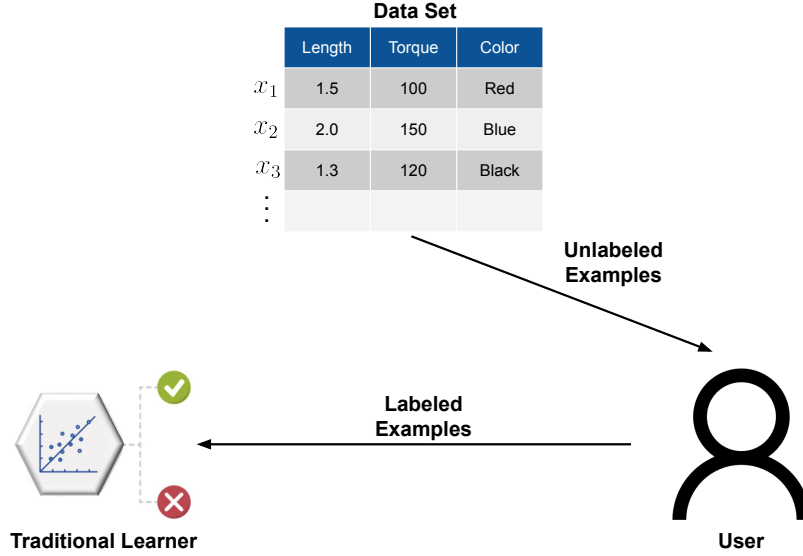 Data Set
Length Torque Color
x₁ 1.5 100 Red
x₂ 2.0 150 Blue
x₃ 1.3 120 Black
⋮
Unlabeled
Examples
Labeled
Examples
Traditional Learner
User